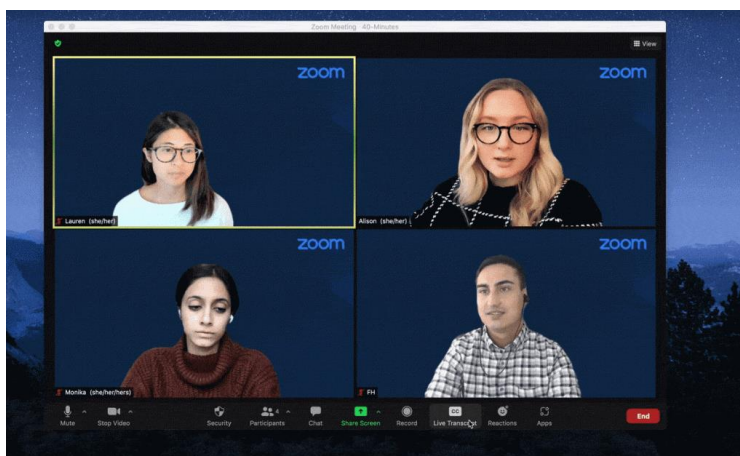 Zoom Meeting 40-Minutes
View
zoom
zoom
Lauren (she/her)
Alison (she/her)
zoom
zoom
Monika (she/her/hers)
FH
4
Mute
Stop Video
Security
Participants
Chat
Share Screen
Record
CC
Live Transcript
Reactions
Apps
End